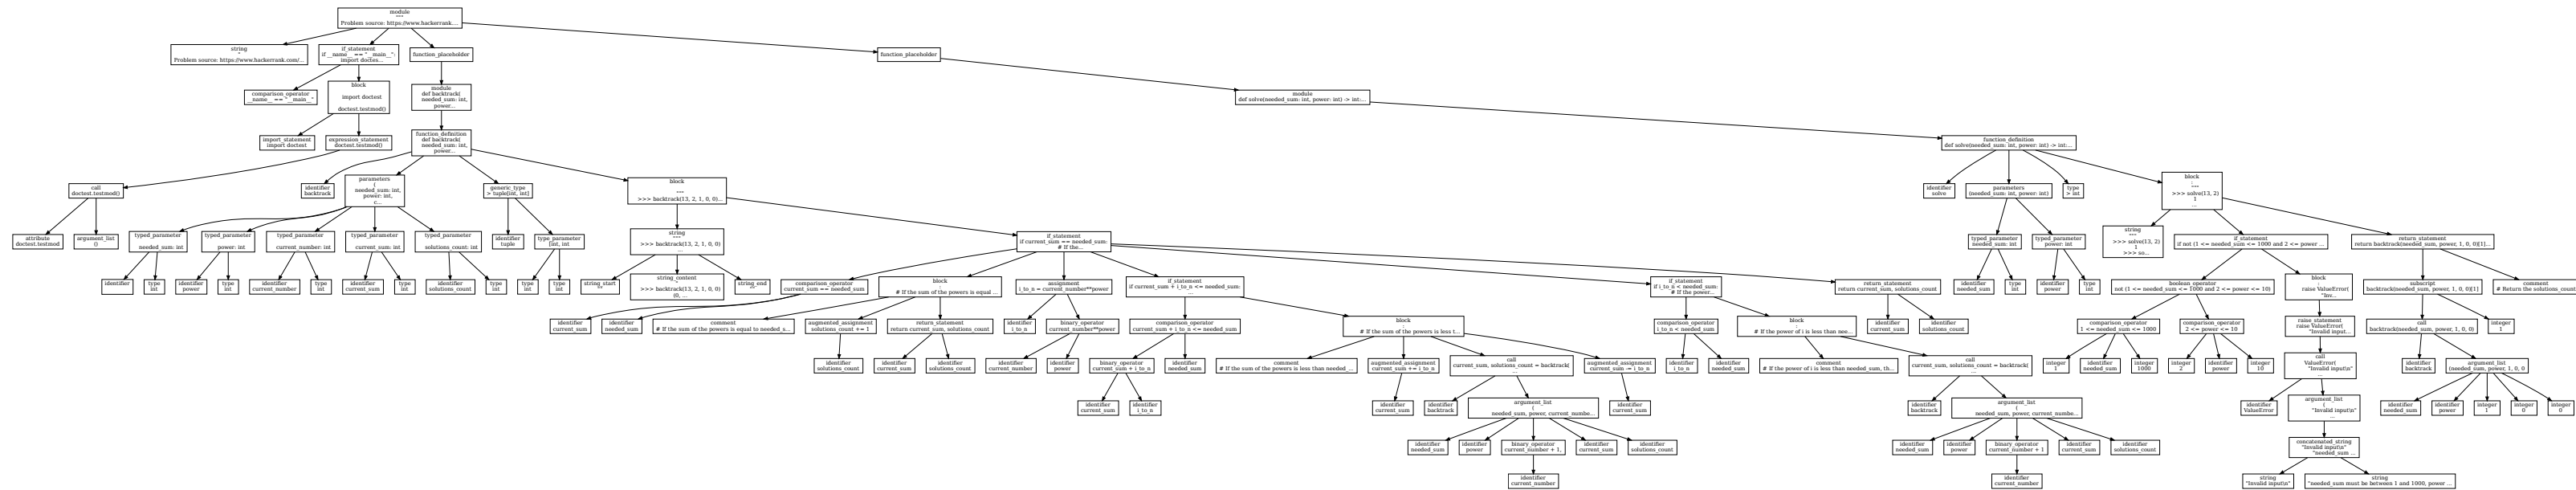 module
"""
Problem source: https://www.hackerrank....
string
"
Problem source: https://www.hackerrank.com/...
if_statement
if __name__ == "__main__":
import doctes...
function_placeholder
function_placeholder
comparison_operator
__name__ == "__main__"
block
import doctest
doctest.testmod()
module
def backtrack(
needed_sum: int,
power...
module
def solve(needed_sum: int, power: int) -> int:...
import_statement
import doctest
expression_statement
doctest.testmod()
function_definition
def backtrack(
needed_sum: int,
power...
function_definition
def solve(needed_sum: int, power: int) -> int:...
call
doctest.testmod()
identifier
backtrack
parameters
(
needed_sum: int,
power: int,
c...
generic_type
> tuple[int, int]
block
"""
>>> backtrack(13, 2, 1, 0, 0)...
identifier
solve
parameters
(needed_sum: int, power: int)
type
> int
block
:
"""
>>> solve(13, 2)
1
...
attribute
doctest.testmod
argument_list
()
typed_parameter
needed_sum: int
typed_parameter
power: int
typed_parameter
current_number: int
typed_parameter
current_sum: int
typed_parameter
solutions_count: int
identifier
tuple
type_parameter
[int, int
string
"""
>>> backtrack(13, 2, 1, 0, 0)
...
if_statement
if current_sum == needed_sum:
# If the...
typed_parameter
needed_sum: int
typed_parameter
power: int
string
"""
>>> solve(13, 2)
1
>>> so...
if_statement
if not (1 <= needed_sum <= 1000 and 2 <= power ...
return_statement
return backtrack(needed_sum, power, 1, 0, 0)[1]...
identifier
type
int
identifier
power
type
int
identifier
current_number
type
int
identifier
current_sum
type
int
identifier
solutions_count
type
int
type
int
type
int
string_start
string_content
>>> backtrack(13, 2, 1, 0, 0)
(0, ...
string_end
comparison_operator
current_sum == needed_sum
block
:
# If the sum of the powers is equal ...
assignment
i_to_n = current_number**power
if_statement
if current_sum + i_to_n <= needed_sum:
...
if_statement
if i_to_n < needed_sum:
# If the power...
return_statement
return current_sum, solutions_count
identifier
needed_sum
type
int
identifier
power
type
int
boolean_operator
not (1 <= needed_sum <= 1000 and 2 <= power <= 10)
block
:
raise ValueError(
"Inv...
subscript
backtrack(needed_sum, power, 1, 0, 0)[1]
comment
# Return the solutions_count
identifier
current_sum
identifier
needed_sum
comment
# If the sum of the powers is equal to needed_s...
augmented_assignment
solutions_count += 1
return_statement
return current_sum, solutions_count
identifier
i_to_n
binary_operator
current_number**power
comparison_operator
current_sum + i_to_n <= needed_sum
block
:
# If the sum of the powers is less t...
comparison_operator
i_to_n < needed_sum
block
:
# If the power of i is less than nee...
identifier
current_sum
identifier
solutions_count
comparison_operator
1 <= needed_sum <= 1000
comparison_operator
2 <= power <= 10
raise_statement
raise ValueError(
"Invalid input...
call
backtrack(needed_sum, power, 1, 0, 0)
integer
1
identifier
solutions_count
identifier
current_sum
identifier
solutions_count
identifier
current_number
identifier
power
binary_operator
current_sum + i_to_n
identifier
needed_sum
comment
# If the sum of the powers is less than needed_...
augmented_assignment
current_sum += i_to_n
call
current_sum, solutions_count = backtrack(
...
augmented_assignment
current_sum -= i_to_n
identifier
i_to_n
identifier
needed_sum
comment
# If the power of i is less than needed_sum, th...
call
current_sum, solutions_count = backtrack(
...
integer
1
identifier
needed_sum
integer
1000
integer
2
identifier
power
integer
10
call
ValueError(
"Invalid input\n"
...
identifier
backtrack
argument_list
(needed_sum, power, 1, 0, 0
identifier
current_sum
identifier
i_to_n
identifier
current_sum
identifier
backtrack
argument_list
(
needed_sum, power, current_numbe...
identifier
current_sum
identifier
backtrack
argument_list
(
needed_sum, power, current_numbe...
identifier
ValueError
argument_list
(
"Invalid input\n"
...
identifier
needed_sum
identifier
power
integer
1
integer
0
integer
0
identifier
needed_sum
identifier
power
binary_operator
current_number + 1,
identifier
current_sum
identifier
solutions_count
identifier
needed_sum
identifier
power
binary_operator
current_number + 1
identifier
current_sum
identifier
solutions_count
concatenated_string
"Invalid input\n"
"needed_sum ...
identifier
current_number
identifier
current_number
string
"Invalid input\n"
string
"needed_sum must be between 1 and 1000, power ...